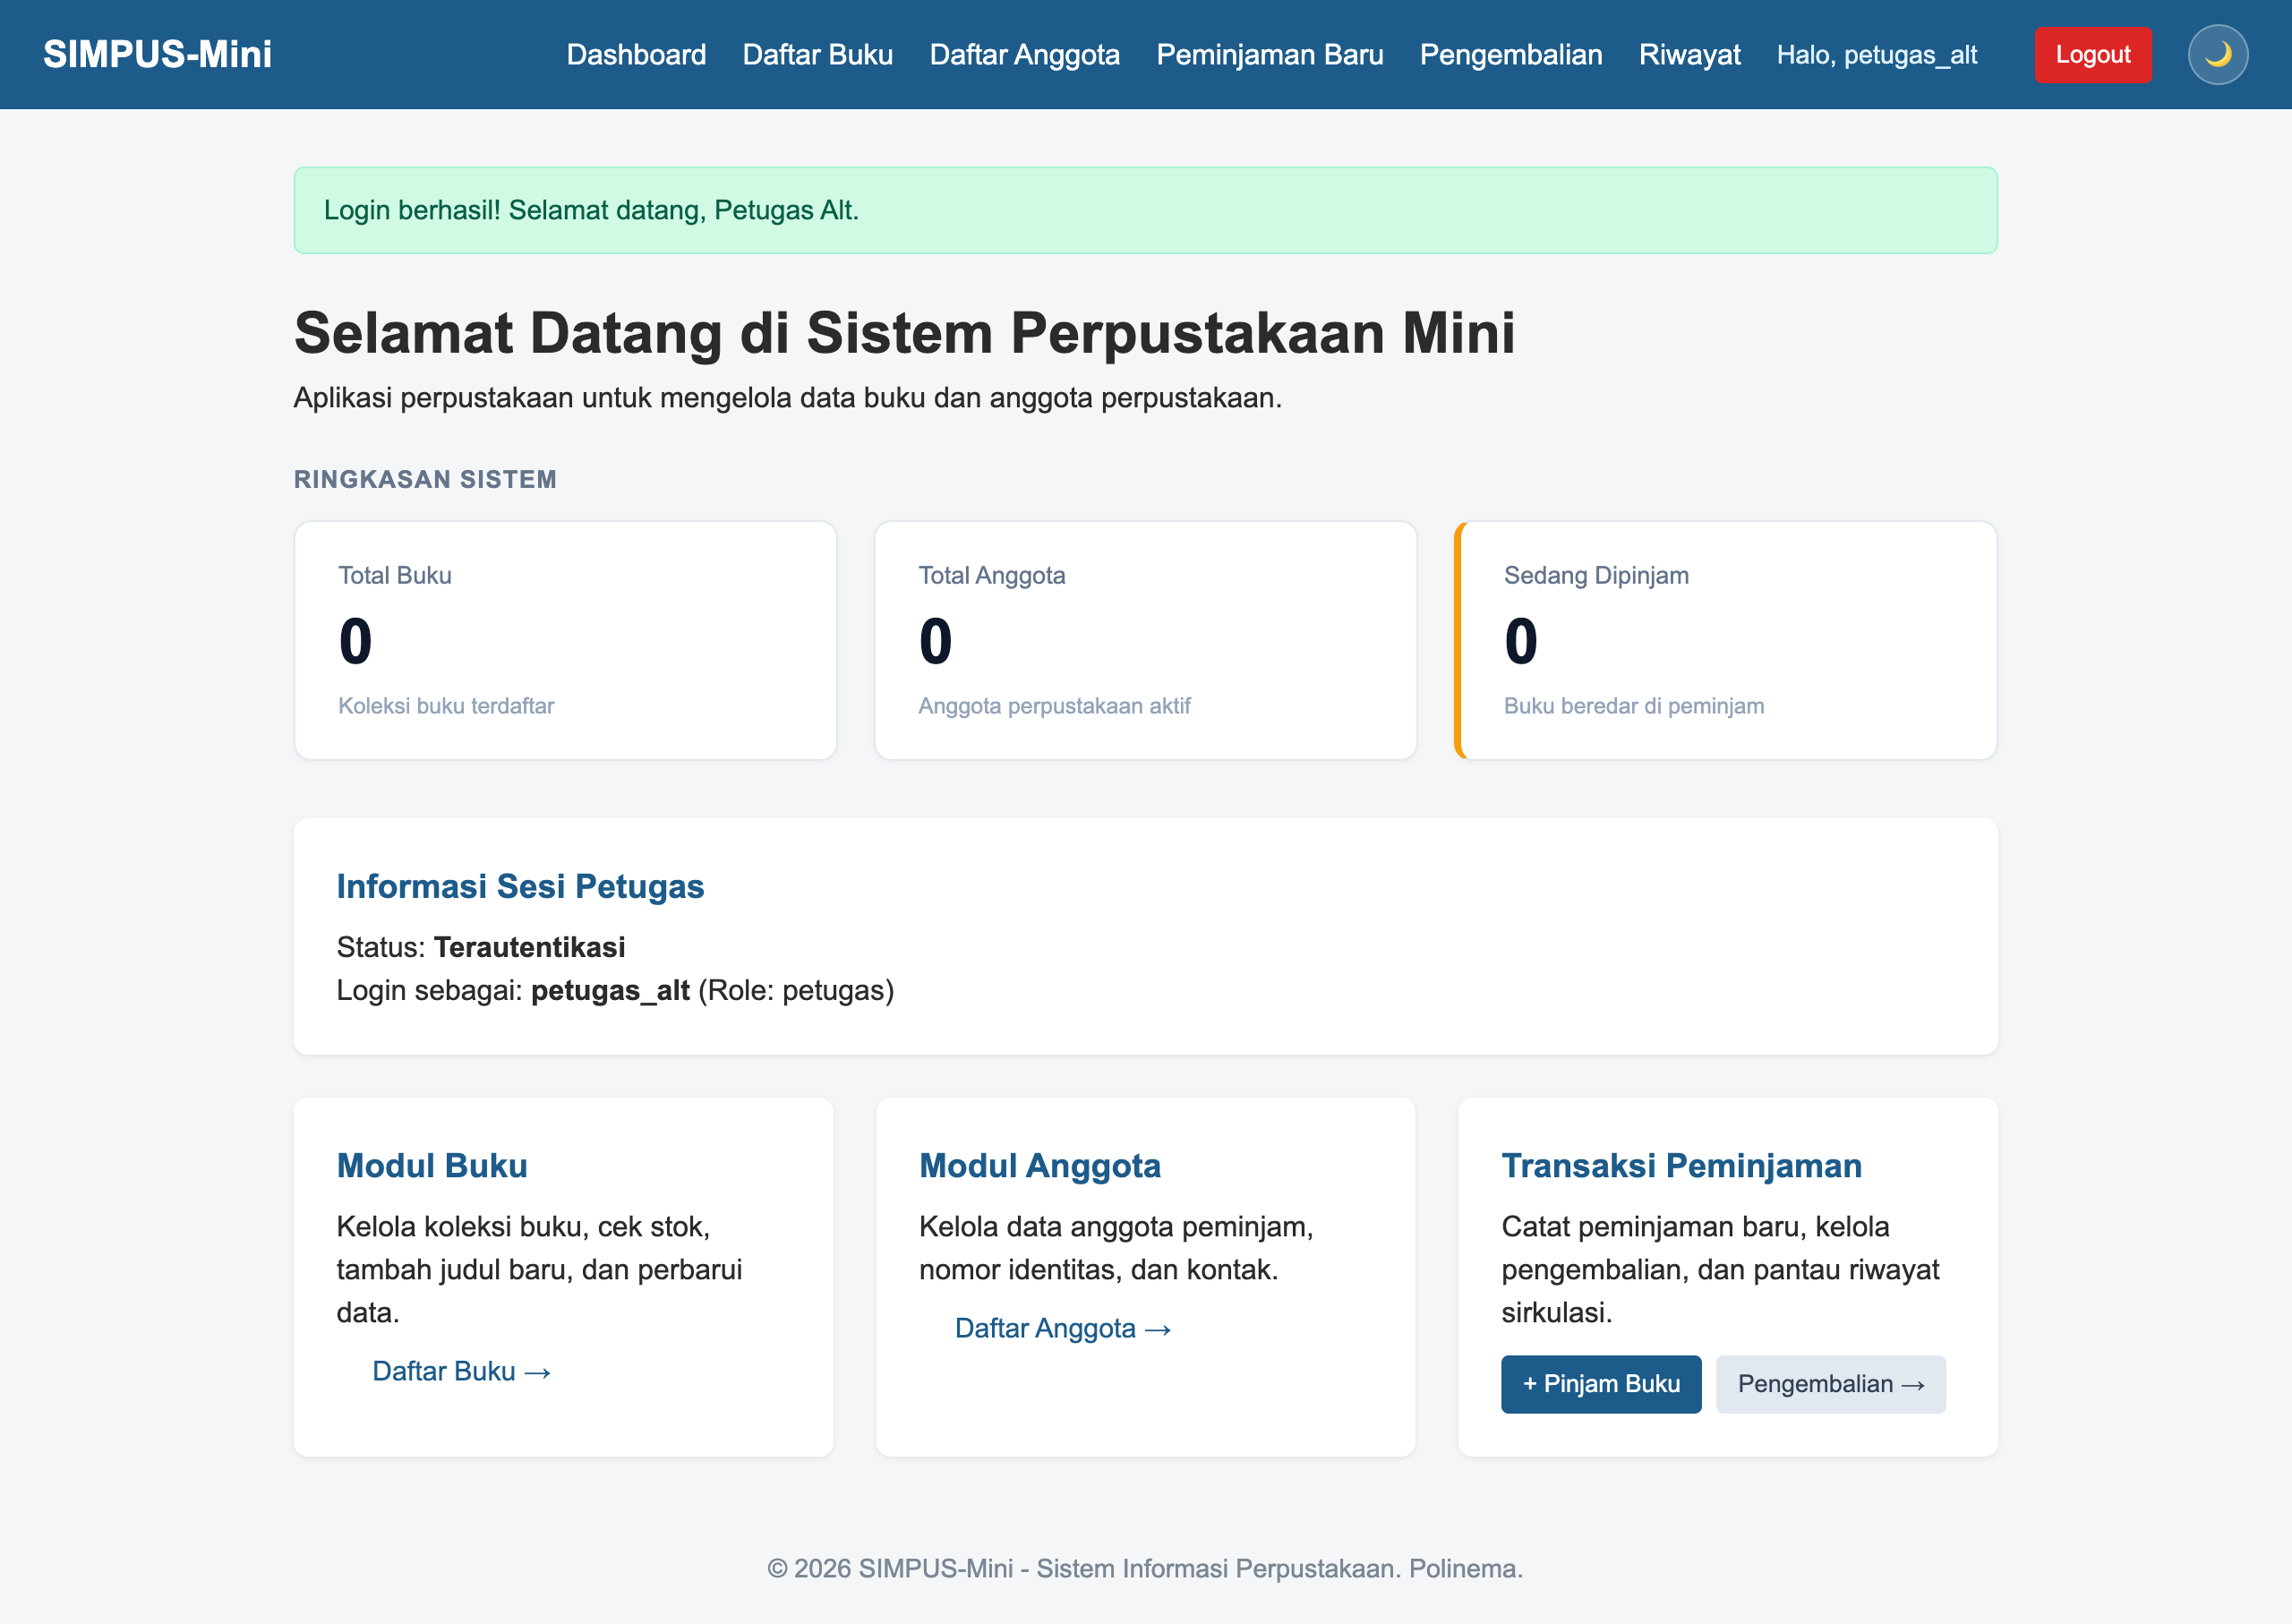 SIMPUS-Mini
Dashboard
Daftar Buku
Daftar Anggota
Peminjaman Baru
Pengembalian
Riwayat
Halo, petugas_alt
Logout
Login berhasil! Selamat datang, Petugas Alt.
Selamat Datang di Sistem Perpustakaan Mini
Aplikasi perpustakaan untuk mengelola data buku dan anggota perpustakaan.
RINGKASAN SISTEM
Total Buku
0
Koleksi buku terdaftar
Total Anggota
0
Anggota perpustakaan aktif
Sedang Dipinjam
0
Buku beredar di peminjam
Informasi Sesi Petugas
Status: Terautentikasi
Login sebagai: petugas_alt (Role: petugas)
Modul Buku
Kelola koleksi buku, cek stok,
tambah judul baru, dan perbarui
data.
Daftar Buku →
Modul Anggota
Kelola data anggota peminjam,
nomor identitas, dan kontak.
Daftar Anggota →
Transaksi Peminjaman
Catat peminjaman baru, kelola
pengembalian, dan pantau riwayat
sirkulasi.
+ Pinjam Buku
Pengembalian →
© 2026 SIMPUS-Mini - Sistem Informasi Perpustakaan. Polinema.